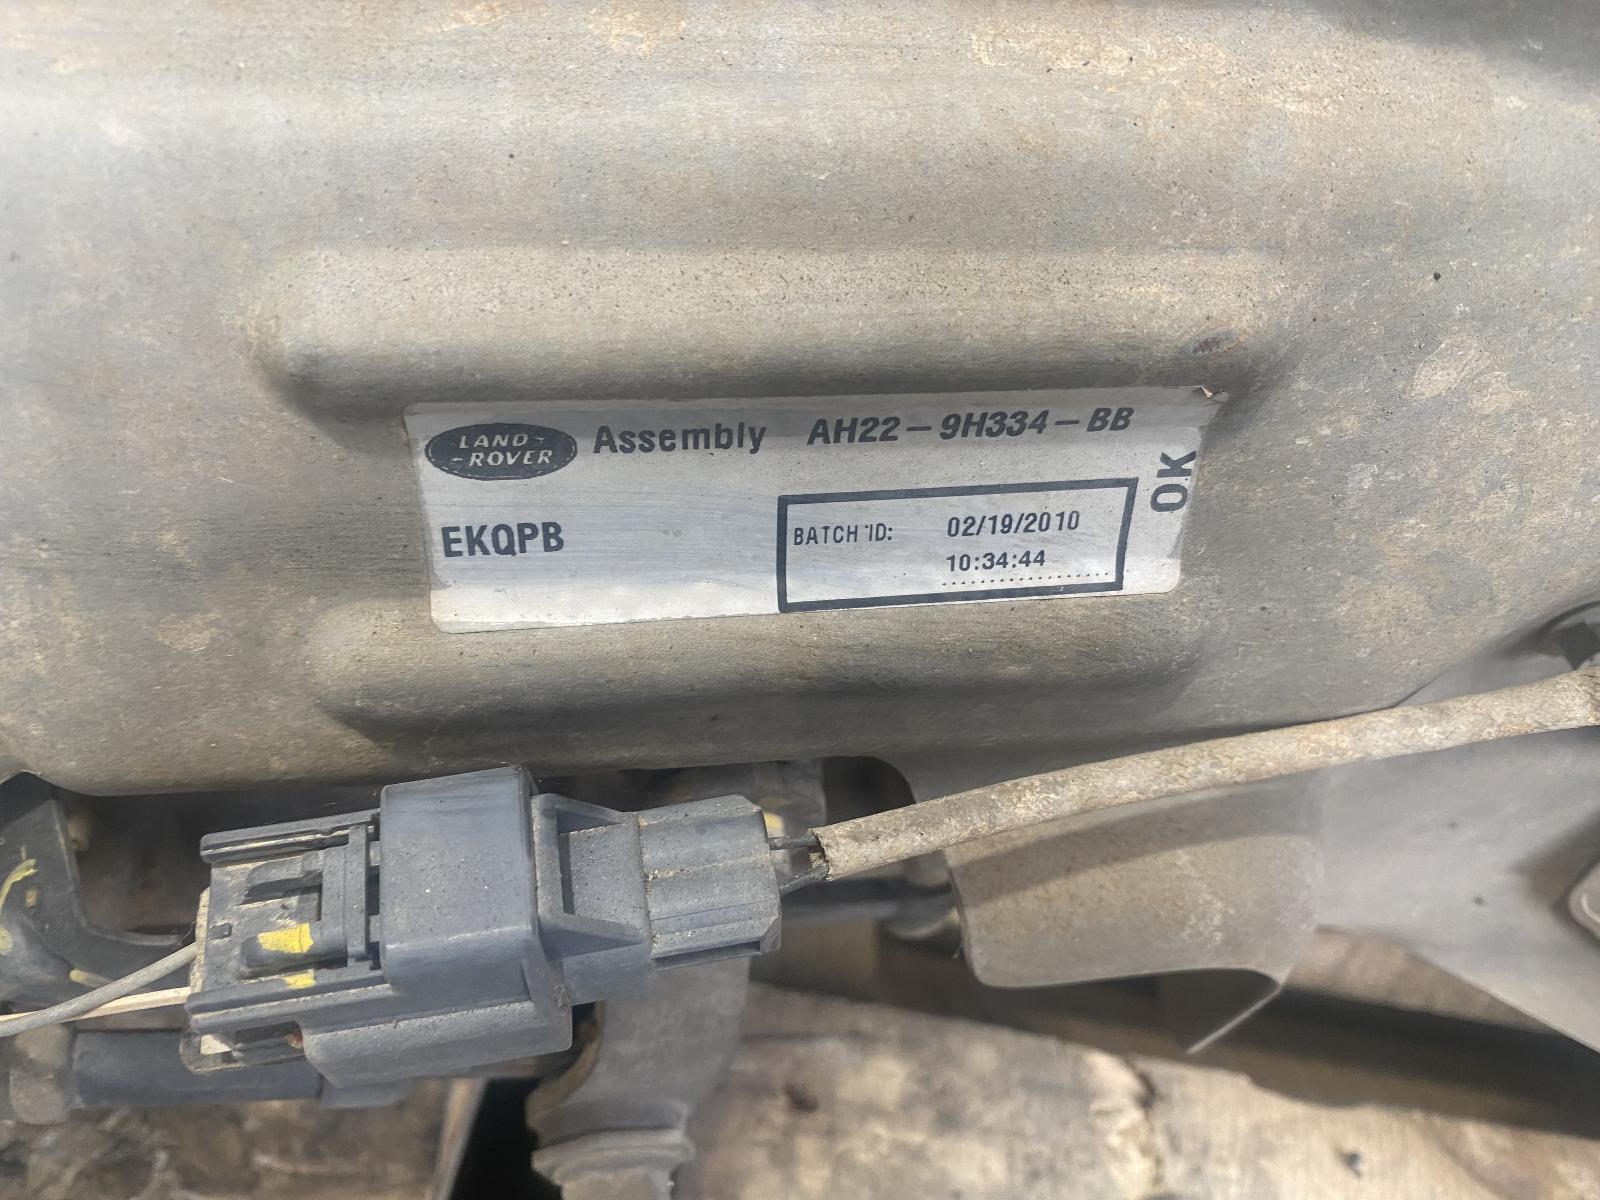 LAND-
-ROVER
Assembly AH22-9H334-BB
OK
EKQPB
BATCH ID: 02/19/2010
10:34:44